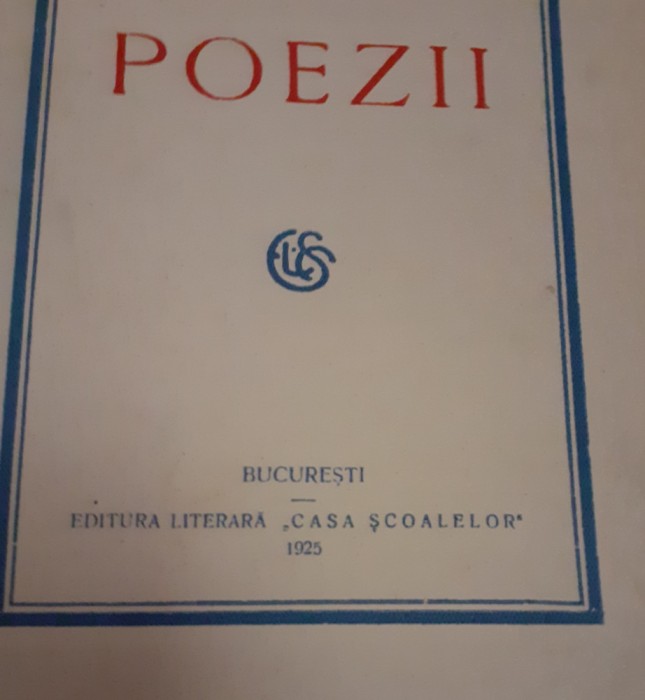 POEZII
BUCUREȘTI
EDITURA LITERARĂ „CASA ȘCOALELOR"
1925